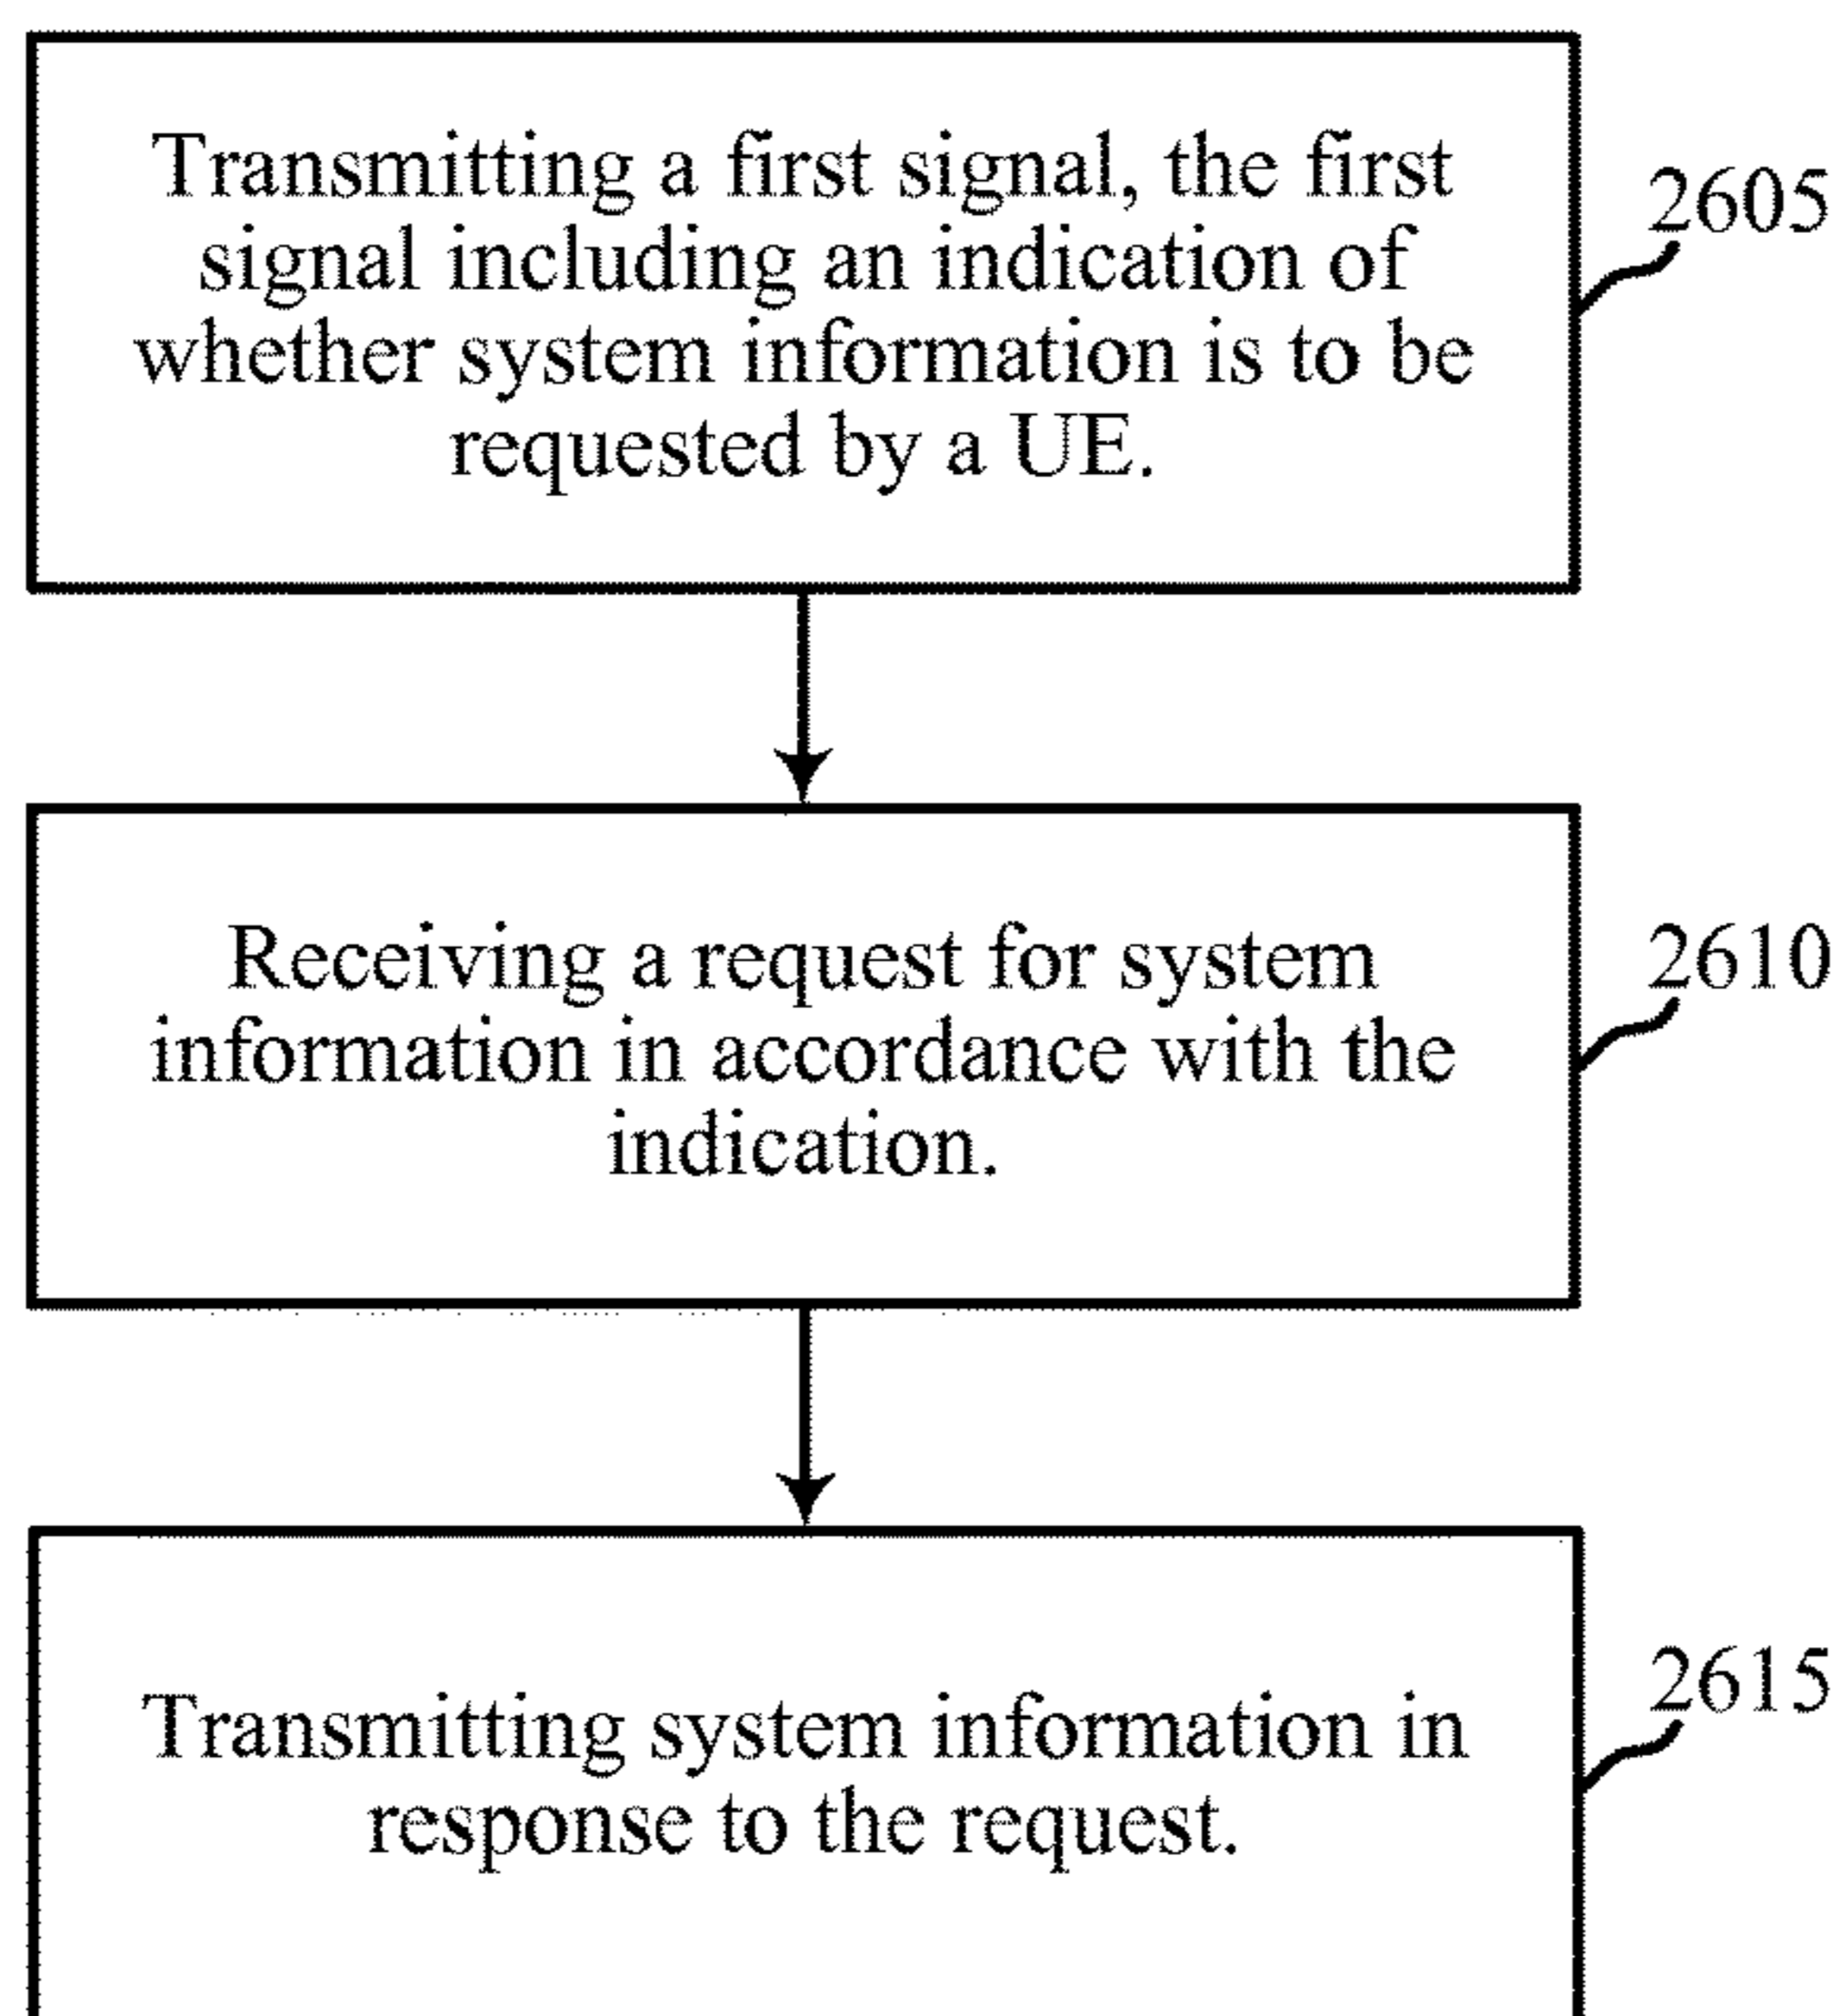 Transmitting a first signal, the first
signal including an indication of
whether system information is to be
requested by a UE.
2605
Receiving a request for system
information in accordance with the
indication.
2610
Transmitting system information in
response to the request.
2615